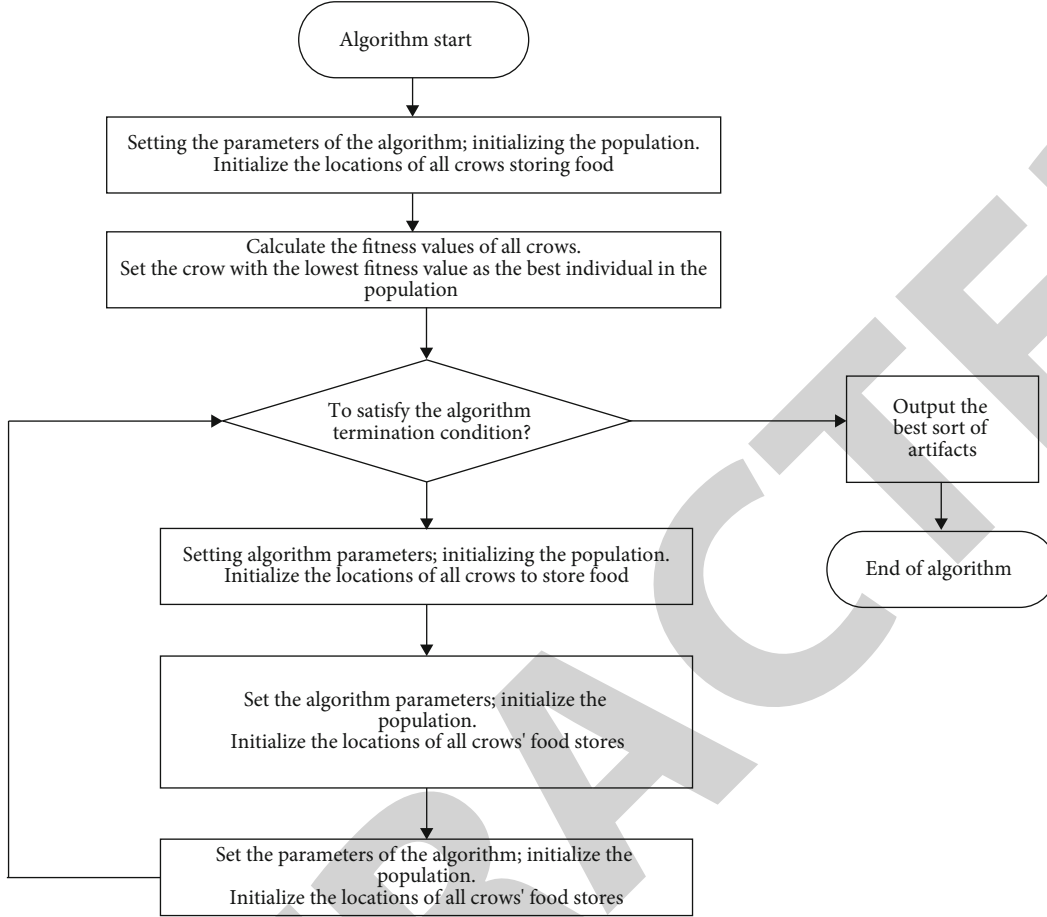 Algorithm start
Setting the parameters of the algorithm; initializing the population.
Initialize the locations of all crows storing food
Calculate the fitness values of all crows.
Set the crow with the lowest fitness value as the best individual in the
population
To satisfy the algorithm
termination condition?
Output the
best sort of
artifacts
End of algorithm
Setting algorithm parameters; initializing the population.
Initialize the locations of all crows to store food
Set the algorithm parameters; initialize the
population.
Initialize the locations of all crows' food stores
Set the parameters of the algorithm; initialize the
population.
Initialize the locations of all crows' food stores
RACTE